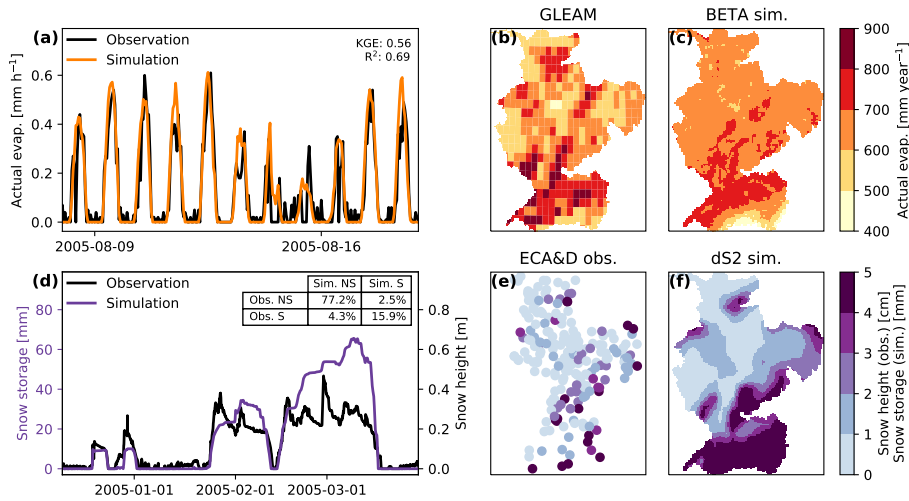 GLEAM
BETA sim.
(a)
Observation
Simulation
KGE: 0.56
R²: 0.69
Actual evap. [mm h⁻¹]
0.6
0.4
0.2
0.0
2005-08-09
2005-08-16
(b)
(c)
900
800
700
600
500
400
Actual evap. [mm year⁻¹]
ECA&D obs.
dS2 sim.
(d)
Observation
Simulation
Sim. NS
Sim. S
Obs. NS
77.2%
2.5%
Obs. S
4.3%
15.9%
Snow storage [mm]
80
60
40
20
0
0.8
0.6
0.4
0.2
0.0
Snow height [m]
2005-01-01
2005-02-01
2005-03-01
(e)
(f)
5
4
3
2
1
0
Snow height (obs.) [cm]
Snow storage (sim.) [mm]